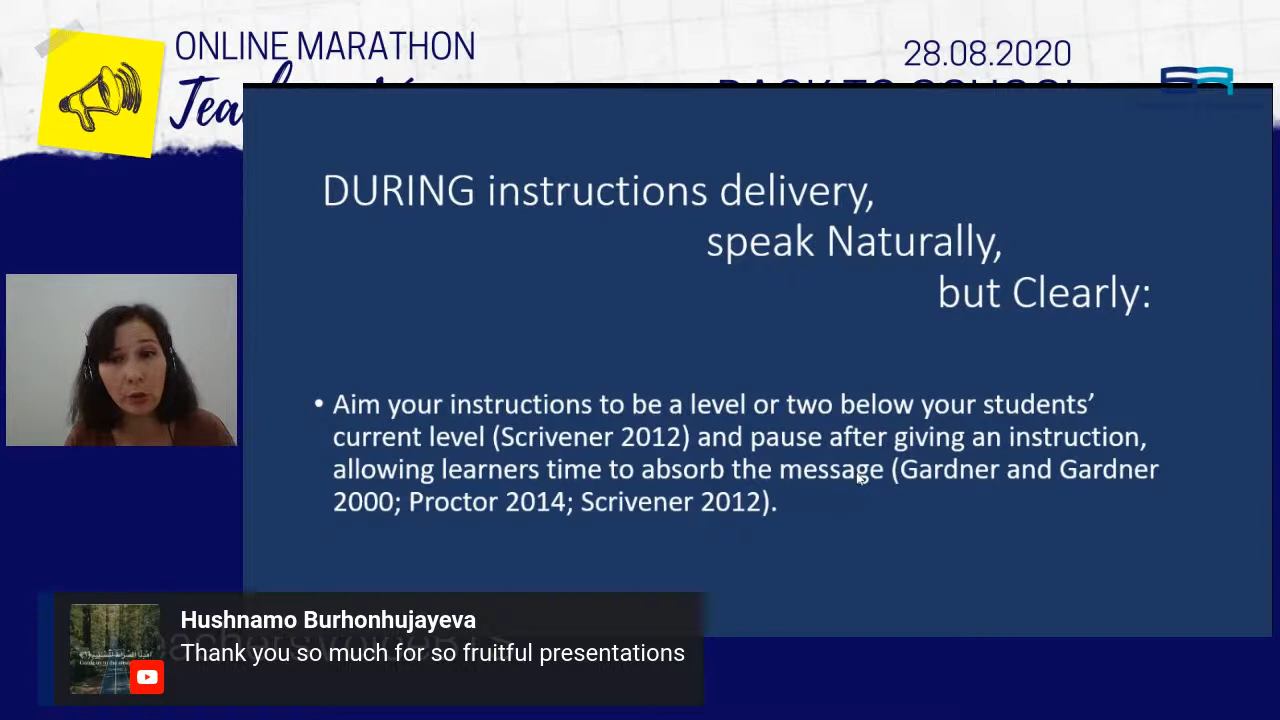 ONLINE MARATHON
28.08.2020
DURING instructions delivery,
speak Naturally,
but Clearly:
• Aim your instructions to be a level or two below your students’
current level (Scrivener 2012) and pause after giving an instruction,
allowing learners time to absorb the message (Gardner and Gardner
2000; Proctor 2014; Scrivener 2012).
Hushnamo Burhonhujayeva
Thank you so much for so fruitful presentations